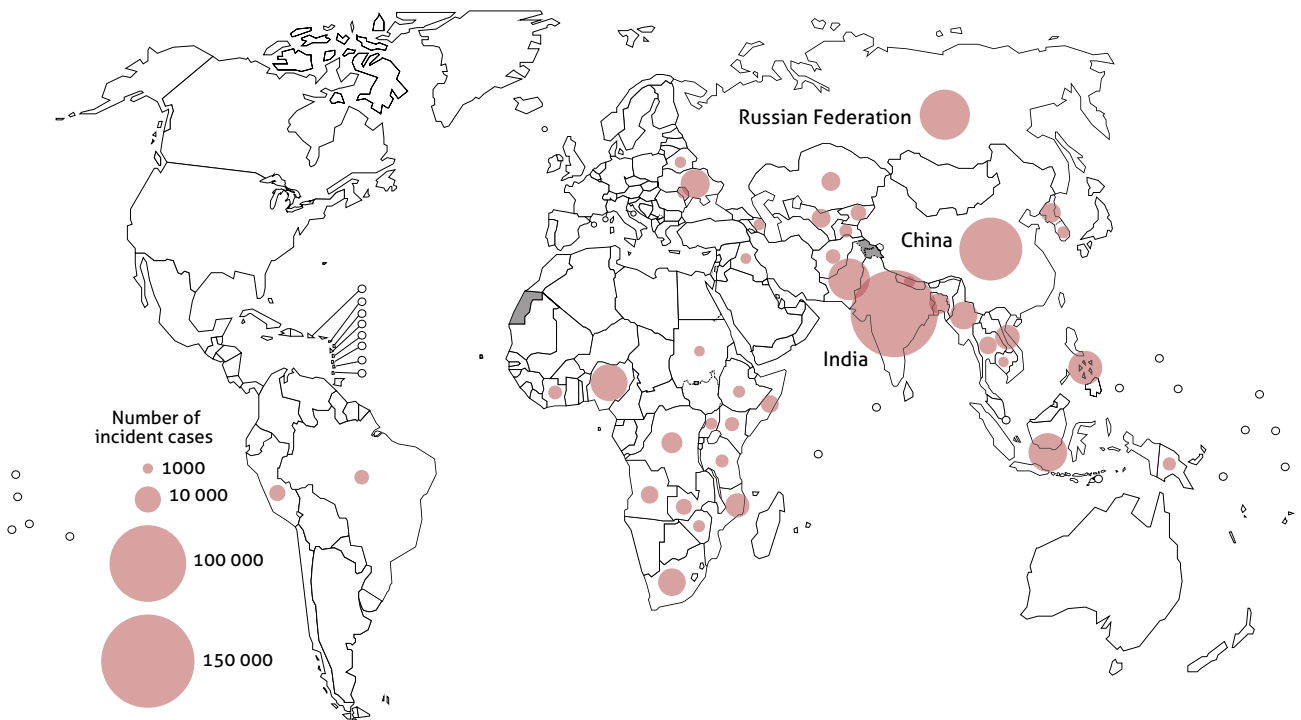 Russian Federation
China
India
Number of
incident cases
1000
10 000
100 000
150 000